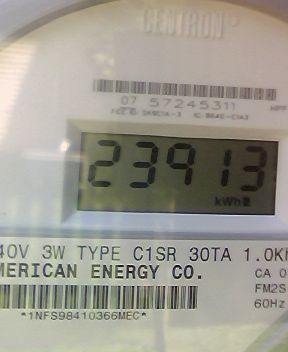 CENTRON®
07 57245311
23913
kWh
40V 3W TYPE C1SR 30TA 1.0K
MERICAN ENERGY CO.
CA 0
FM2S
60Hz
*1NFS98410366MEC*